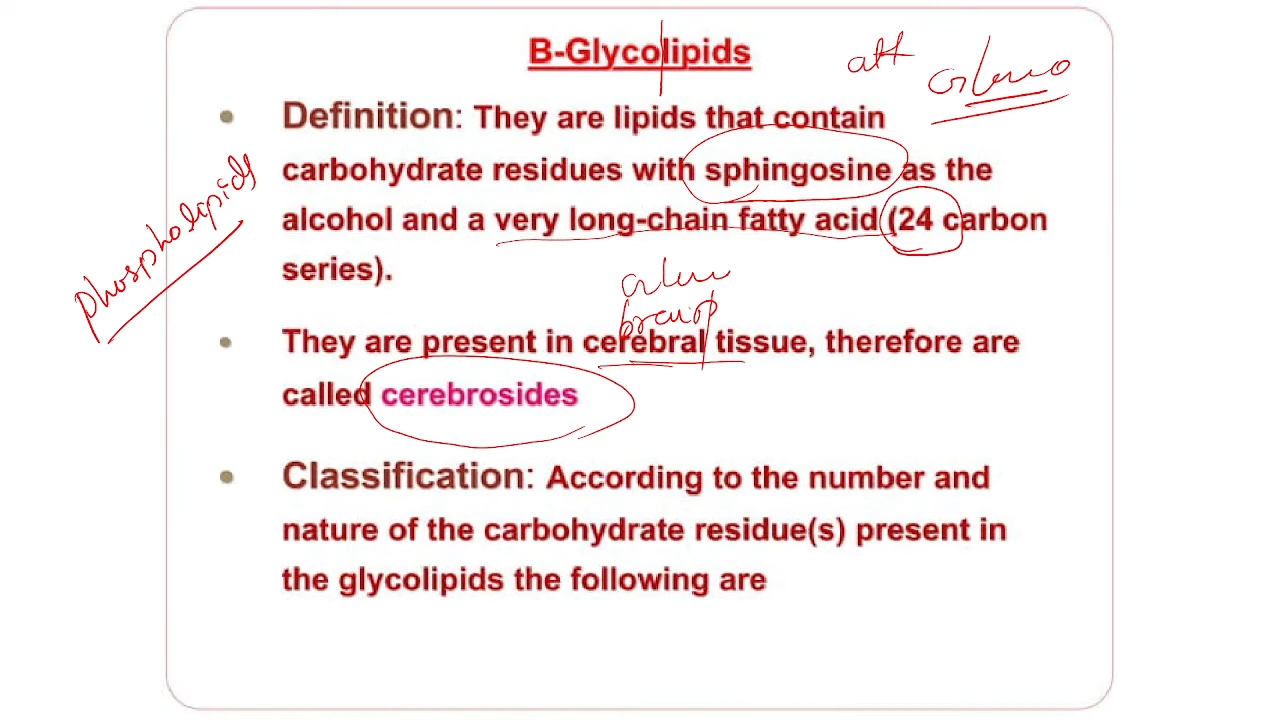 B-Glycolipids
• Definition: They are lipids that contain
carbohydrate residues with sphingosine as the
alcohol and a very long-chain fatty acid (24 carbon
series).
phospholipids
• They are present in cerebral tissue, therefore are
called cerebrosides
• Classification: According to the number and
nature of the carbohydrate residue(s) present in
the glycolipids the following are